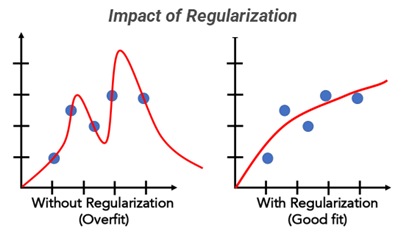 Impact of Regularization
Without Regularization
(Overfit)
With Regularization
(Good fit)